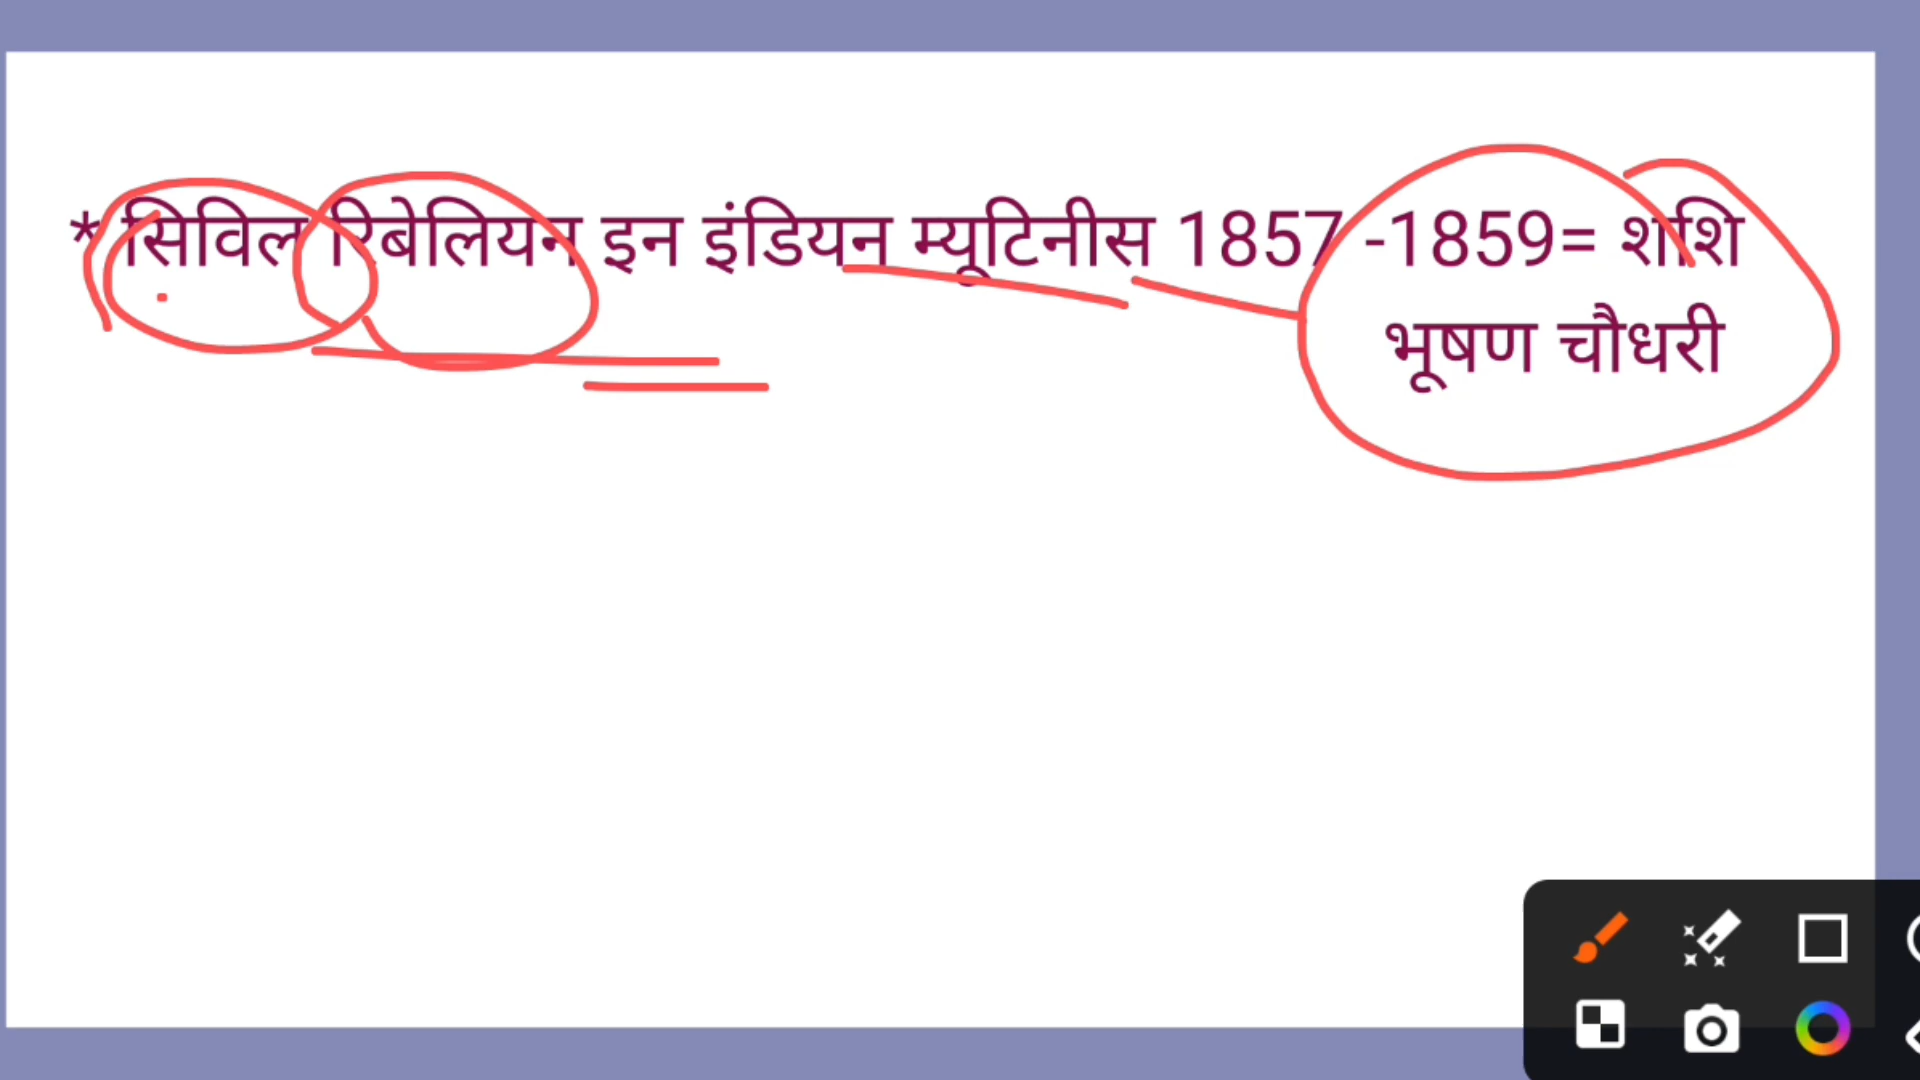 * सिविल रिबेलियन इन इंडियन म्यूटिनीस 1857 -1859= शशि
भूषण चौधरी